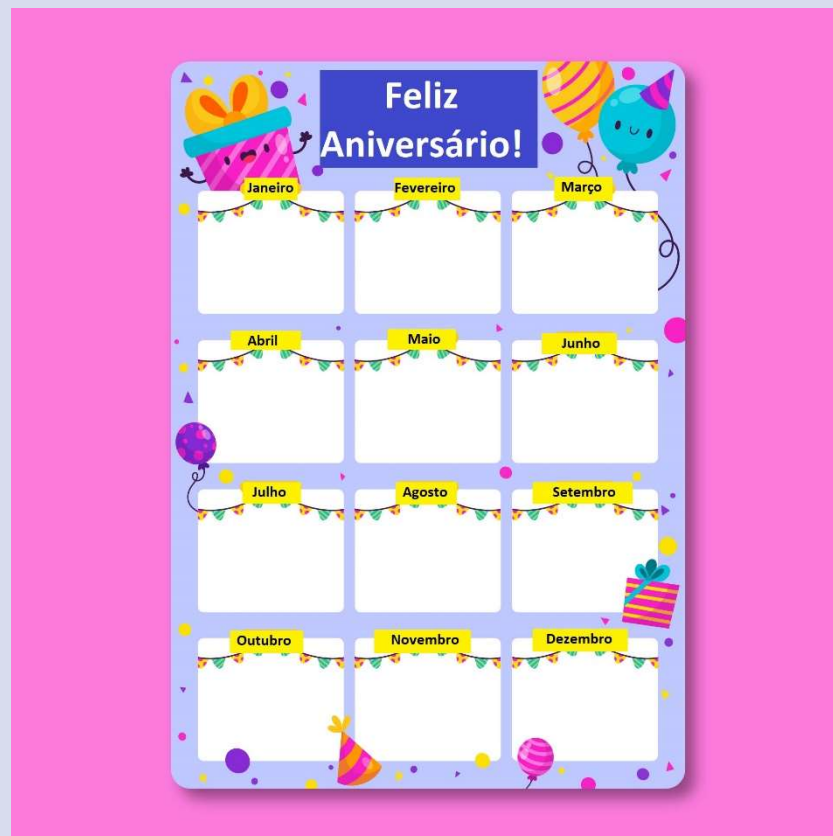 Feliz
Aniversário!
Janeiro
Fevereiro
Março
Abril
Maio
Junho
Julho
Agosto
Setembro
Outubro
Novembro
Dezembro